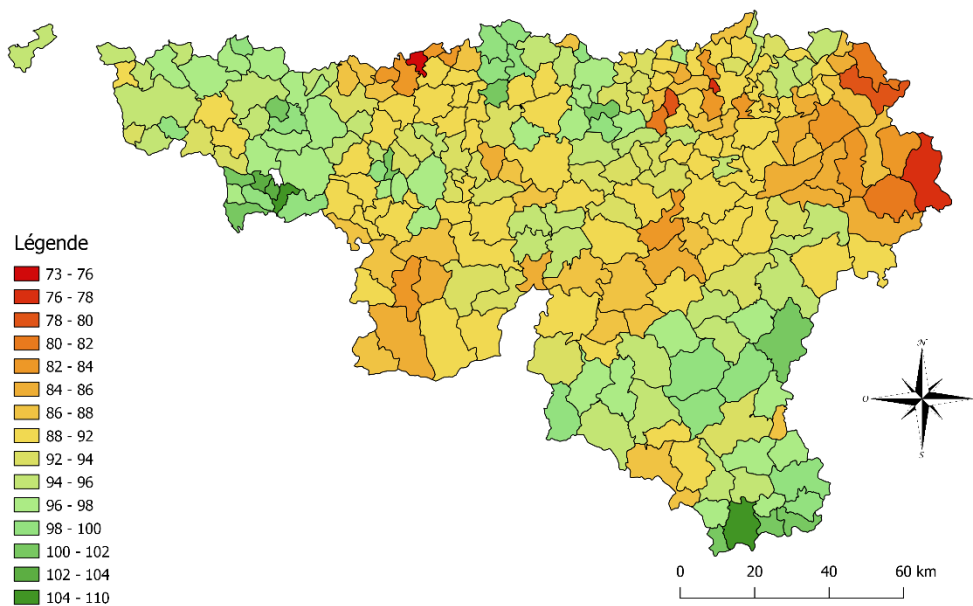 Légende
73 - 76
76 - 78
78 - 80
80 - 82
82 - 84
84 - 86
86 - 88
88 - 92
92 - 94
94 - 96
96 - 98
98 - 100
100 - 102
102 - 104
104 - 110
N
O
E
S
0 20 40 60 km